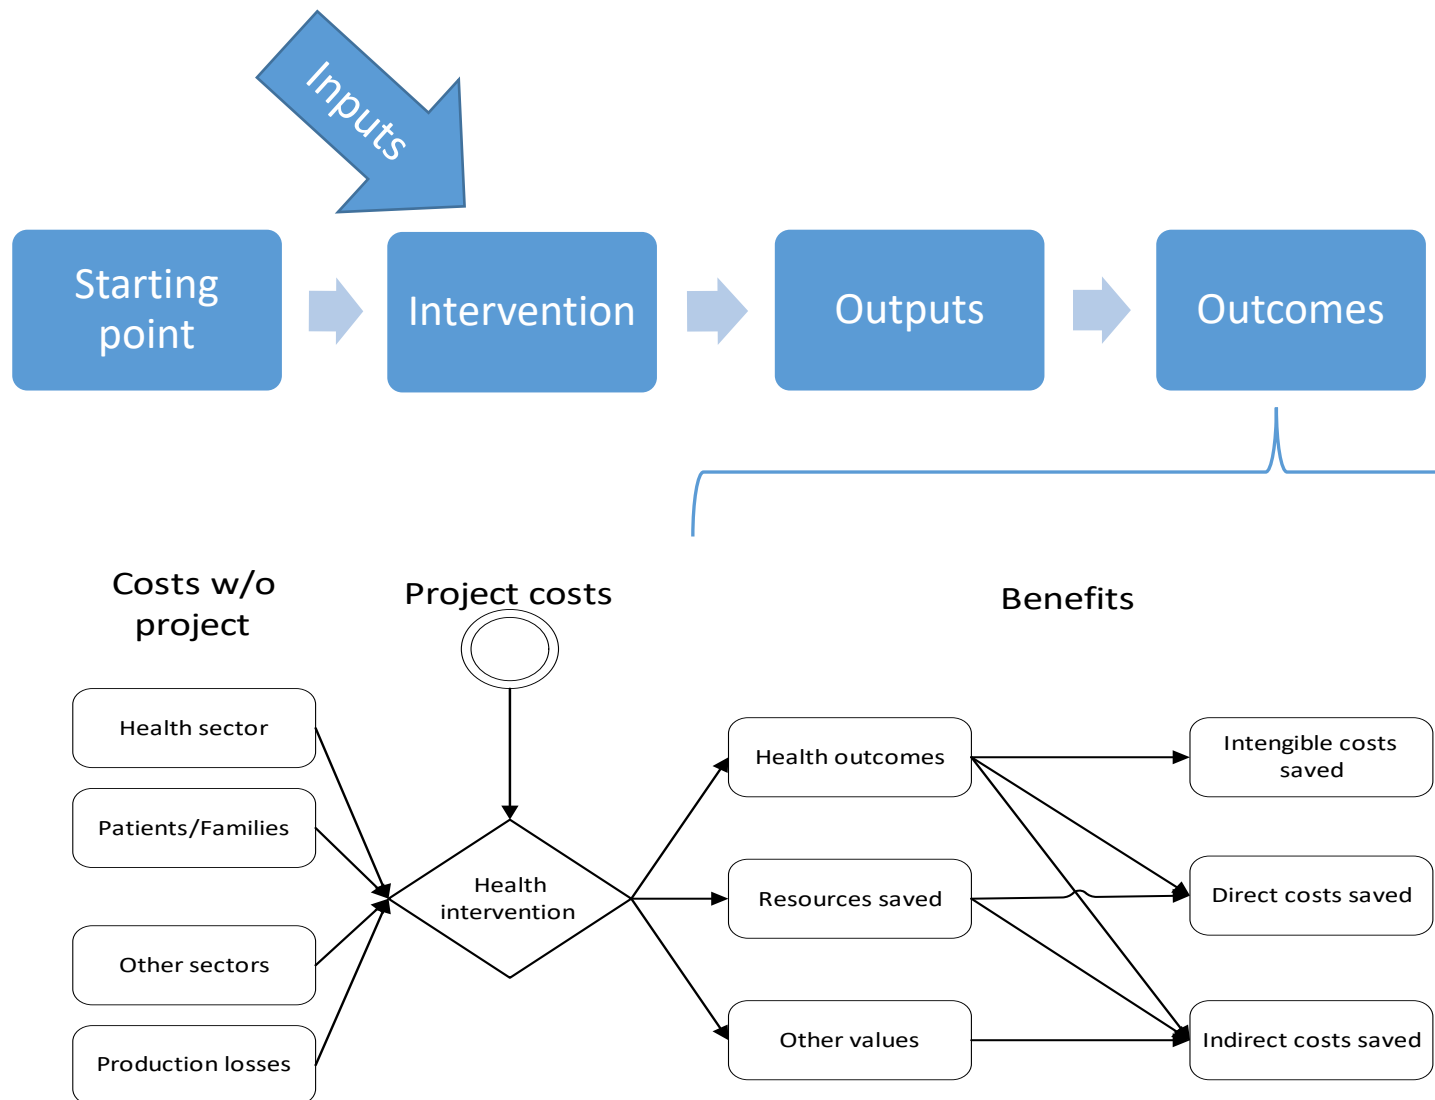 Inputs
Starting
point
Intervention
Outputs
Outcomes
Costs w/o
project
Project costs
Benefits
Health sector
Patients/Families
Other sectors
Production losses
Health
intervention
Health outcomes
Resources saved
Other values
Intengible costs
saved
Direct costs saved
Indirect costs saved